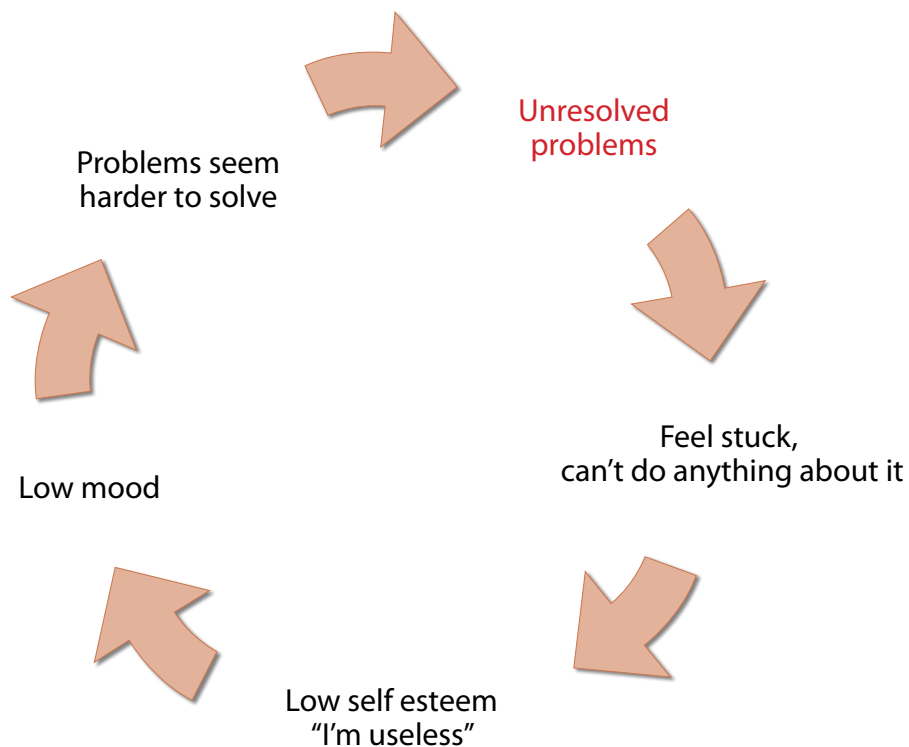 Unresolved
problems
Feel stuck,
can’t do anything about it
Low self esteem
“I’m useless”
Low mood
Problems seem
harder to solve